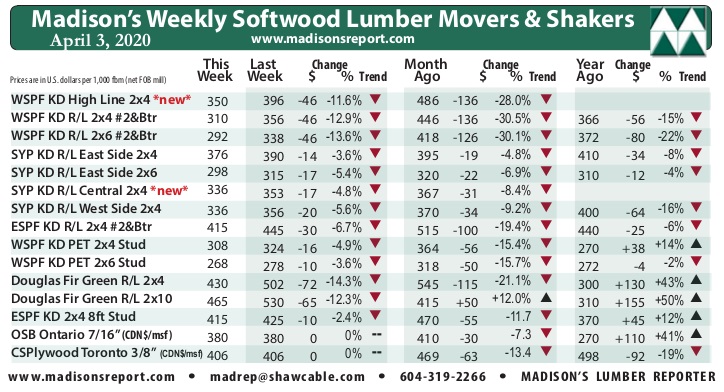 Madison's Weekly Softwood Lumber Movers & Shakers
April 3, 2020 www.madisonsreport.com
This Last Change Month Change Year Change
Prices are in U.S. dollars per 1,000 fbm (net FOB mill) Week Week $ % Trend Ago $ % Trend Ago $ % Trend
WSPF KD High Line 2x4 *new* 350 396 -46 -11.6% ▼ 486 -136 -28.0% ▼
WSPF KD R/L 2x4 #2&Btr 310 356 -46 -12.9% ▼ 446 -136 -30.5% ▼ 366 -56 -15% ▼
WSPF KD R/L 2x6 #2&Btr 292 338 -46 -13.6% ▼ 418 -126 -30.1% ▼ 372 -80 -22% ▼
SYP KD R/L East Side 2x4 376 390 -14 -3.6% ▼ 395 -19 -4.8% ▼ 410 -34 -8% ▼
SYP KD R/L East Side 2x6 298 315 -17 -5.4% ▼ 320 -22 -6.9% ▼ 310 -12 -4% ▼
SYP KD R/L Central 2x4 *new* 336 353 -17 -4.8% ▼ 367 -31 -8.4% ▼
SYP KD R/L West Side 2x4 336 356 -20 -5.6% ▼ 370 -34 -9.2% ▼ 400 -64 -16% ▼
ESPF KD R/L 2x4 #2&Btr 415 445 -30 -6.7% ▼ 515 -100 -19.4% ▼ 440 -25 -6% ▼
WSPF KD PET 2x4 Stud 308 324 -16 -4.9% ▼ 364 -56 -15.4% ▼ 270 +38 +14% ▲
WSPF KD PET 2x6 Stud 268 278 -10 -3.6% ▼ 318 -50 -15.7% ▼ 272 -4 -2% ▼
Douglas Fir Green R/L 2x4 430 502 -72 -14.3% ▼ 545 -115 -21.1% ▼ 300 +130 +43% ▲
Douglas Fir Green R/L 2x10 465 530 -65 -12.3% ▼ 415 +50 +12.0% ▲ 310 +155 +50% ▲
ESPF KD 2x4 8ft Stud 415 425 -10 -2.4% ▼ 470 -55 -11.7 ▼ 370 +45 +12% ▲
OSB Ontario 7/16" (CDN$/msf) 380 380 0 0% -- 410 -30 -7.3 ▼ 270 +110 +41% ▲
CSPlywood Toronto 3/8" (CDN$/msf) 406 406 0 0% -- 469 -63 -13.4 ▼ 498 -92 -19% ▼
www.madisonsreport.com • madrep@shawcable.com • 604-319-2266 • MADISON'S LUMBER REPORTER